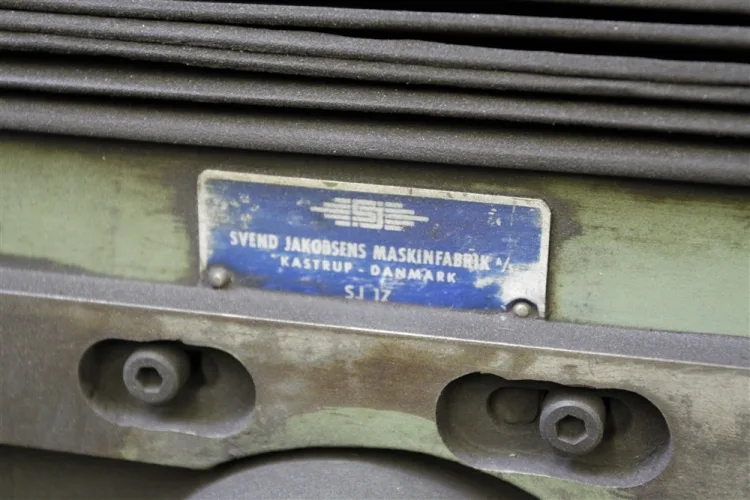 SJ
SVEND JAKOBSENS MASKINFABRIK A/S
KASTRUP - DANMARK
SJ 17